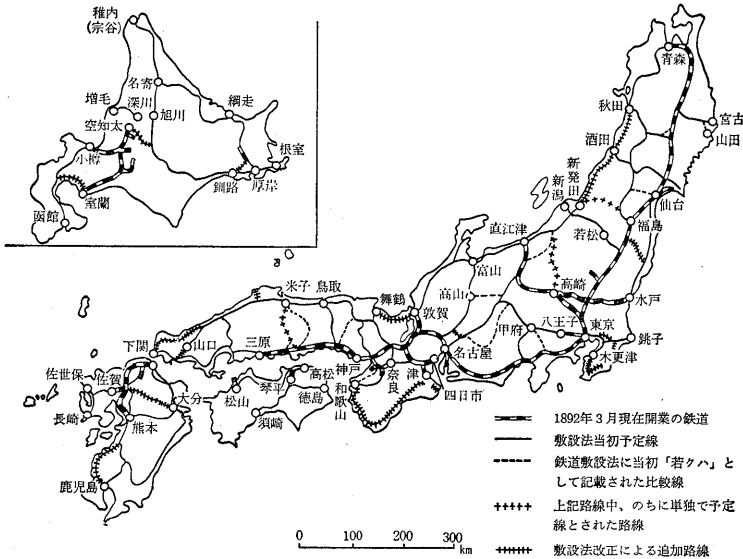 稚内
(宗谷)
名寄
増毛
深川
旭川
網走
空知太
小樽
根室
釧路
厚岸
室蘭
函館
青森
秋田
宮古
山田
酒田
新発田
新潟
仙台
福島
若松
直江津
富山
高山
高崎
水戸
米子
鳥取
舞鶴
敦賀
甲府
八王子
東京
銚子
木更津
下関
山口
三原
神戸
奈良
名古屋
津
四日市
和歌山
佐世保
佐賀
大分
長崎
熊本
鹿児島
松山
琴平
高松
徳島
須崎
1892年3月現在開業の鉄道
敷設法当初予定線
鉄道敷設法に当初「若クハ」と
して記載された比較線
上記路線中、のちに単独で予定
線とされた路線
敷設法改正による追加路線
0 100 200 300
km